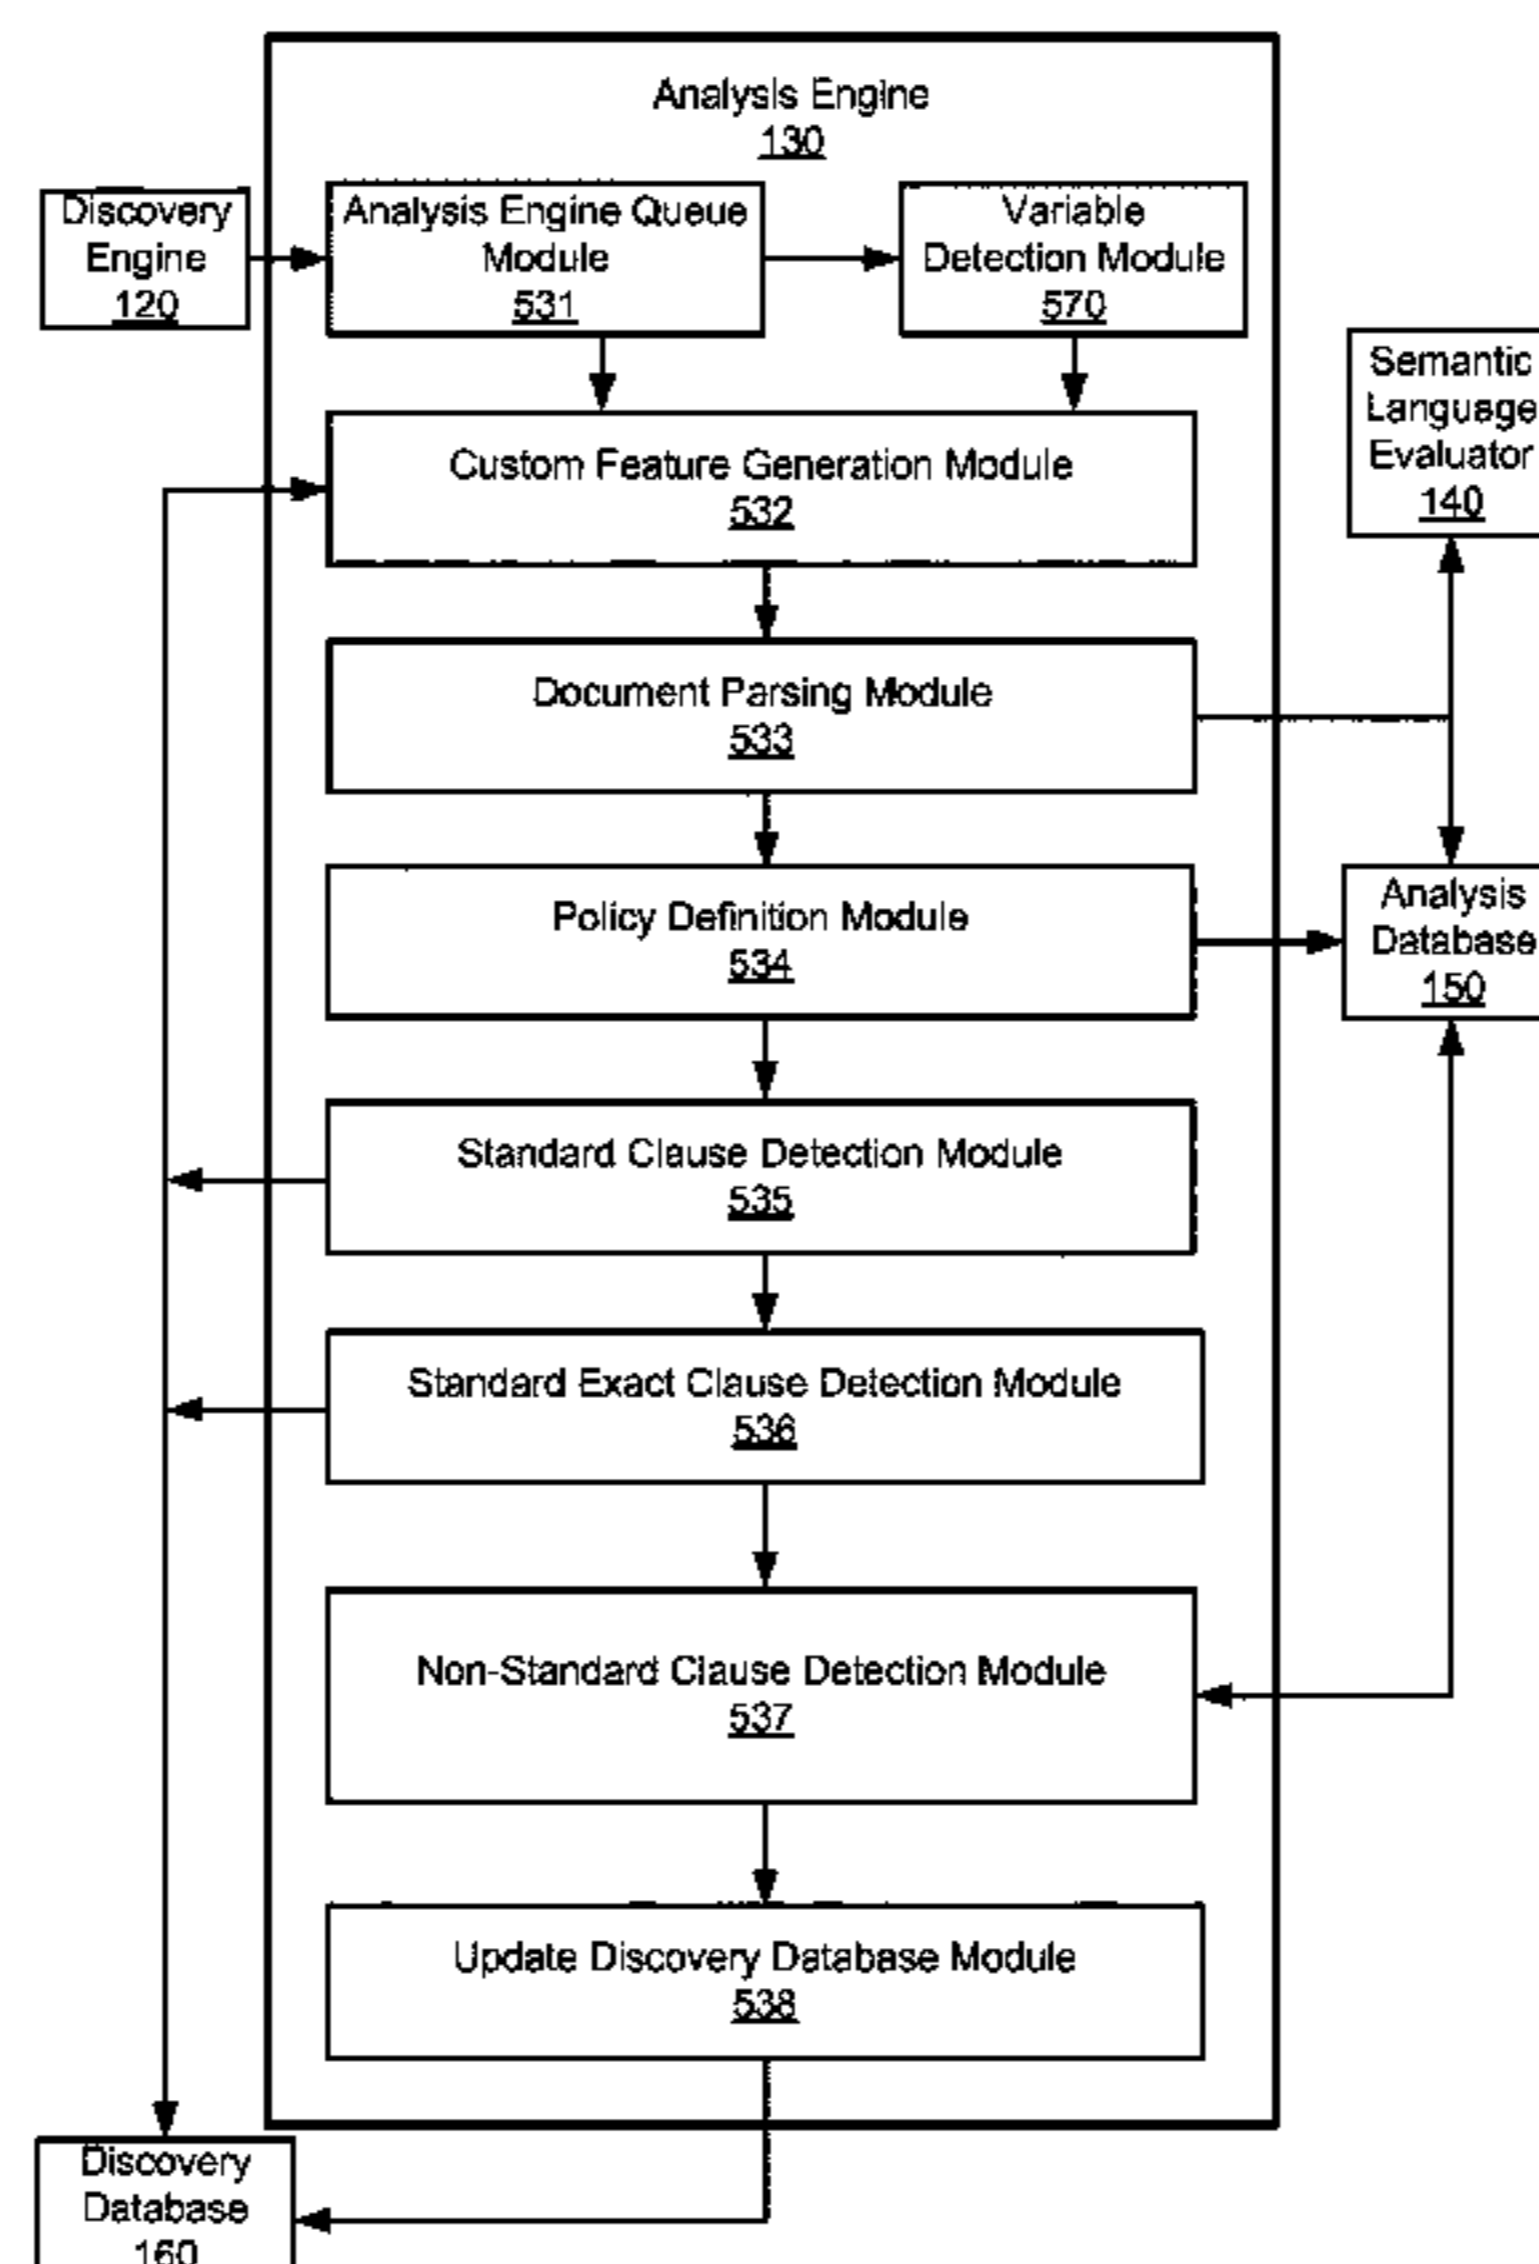 Analysis Engine
130
Discovery
Engine
120
Analysis Engine Queue
Module
531
Variable
Detection Module
570
Semantic
Language
Evaluator
140
Custom Feature Generation Module
532
Document Parsing Module
533
Policy Definition Module
534
Analysis
Database
150
Standard Clause Detection Module
535
Standard Exact Clause Detection Module
536
Non-Standard Clause Detection Module
537
Update Discovery Database Module
538
Discovery
Database
160